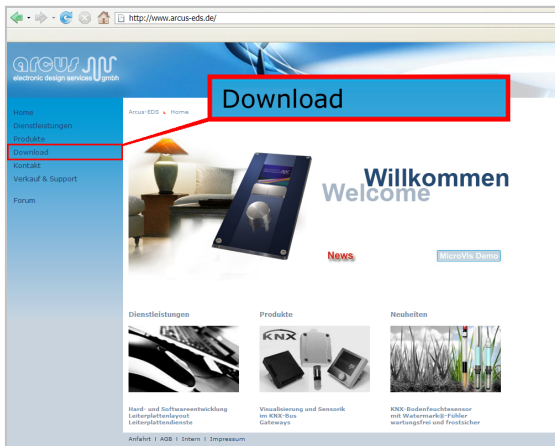 http://www.arcus-eds.de/
arcus
electronic design services gmbh
Download
Home
Dienstleistungen
Produkte
Download
Kontakt
Verkauf & Support
Forum
Arcus-EDS Home
Willkommen
Welcome
News
MicroVis Demo
Dienstleistungen
Produkte
Neuheiten
KNX
Hard- und Softwareentwicklung
Leiterplattenlayout
Leiterplattendienste
Visualisierung und Sensorik
im KNX-Bus
Gateways
KNX-Bodenfeuchtesensor
mit Watermark®-Fühler
wartungsfrei und frostsicher
Anfahrt I AGB I Intern I Impressum